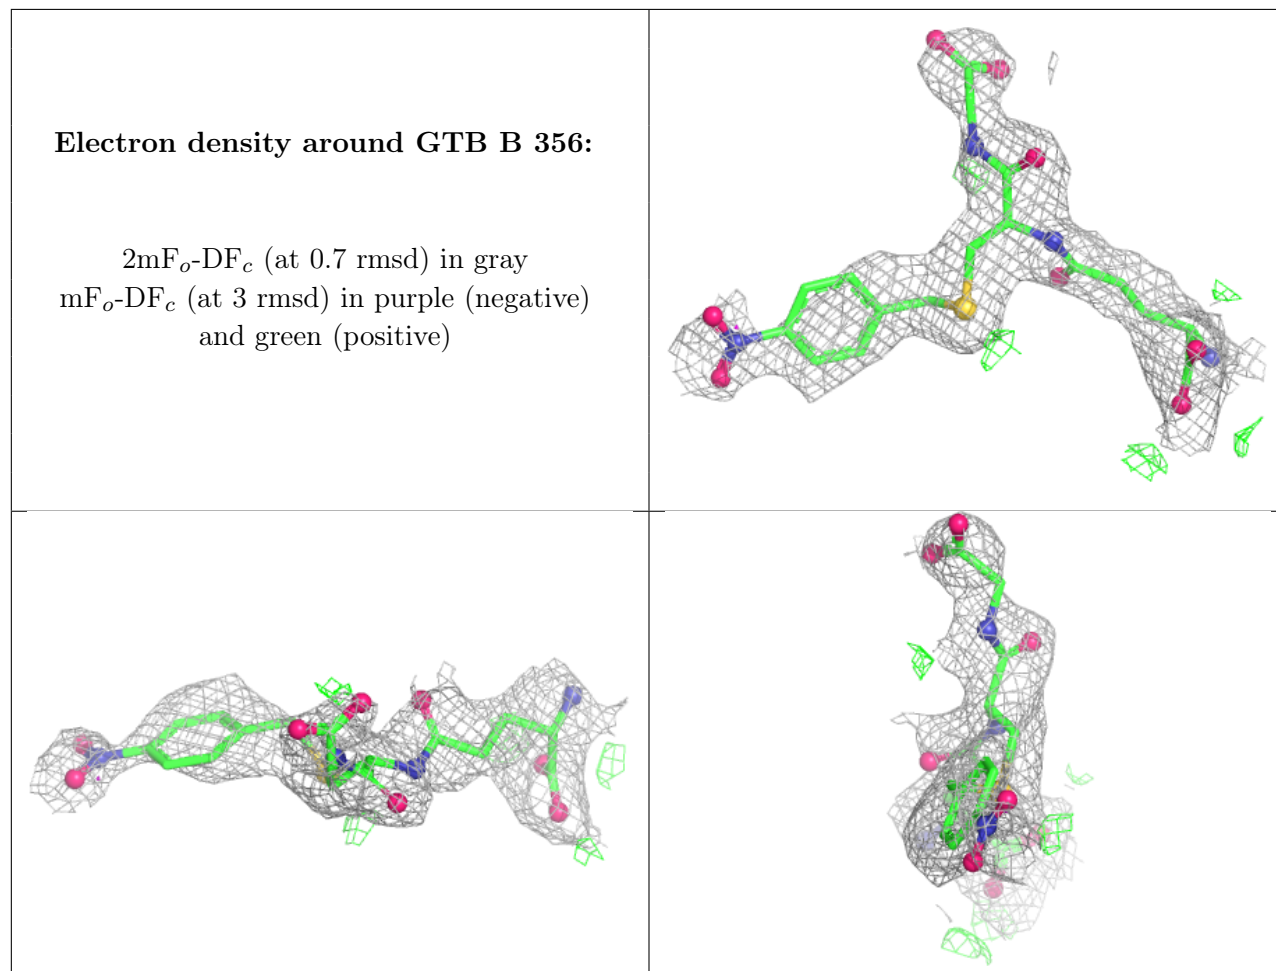 Electron density around GTB B 356:
2mFo-DFc (at 0.7 rmsd) in gray
mFo-DFc (at 3 rmsd) in purple (negative)
and green (positive)